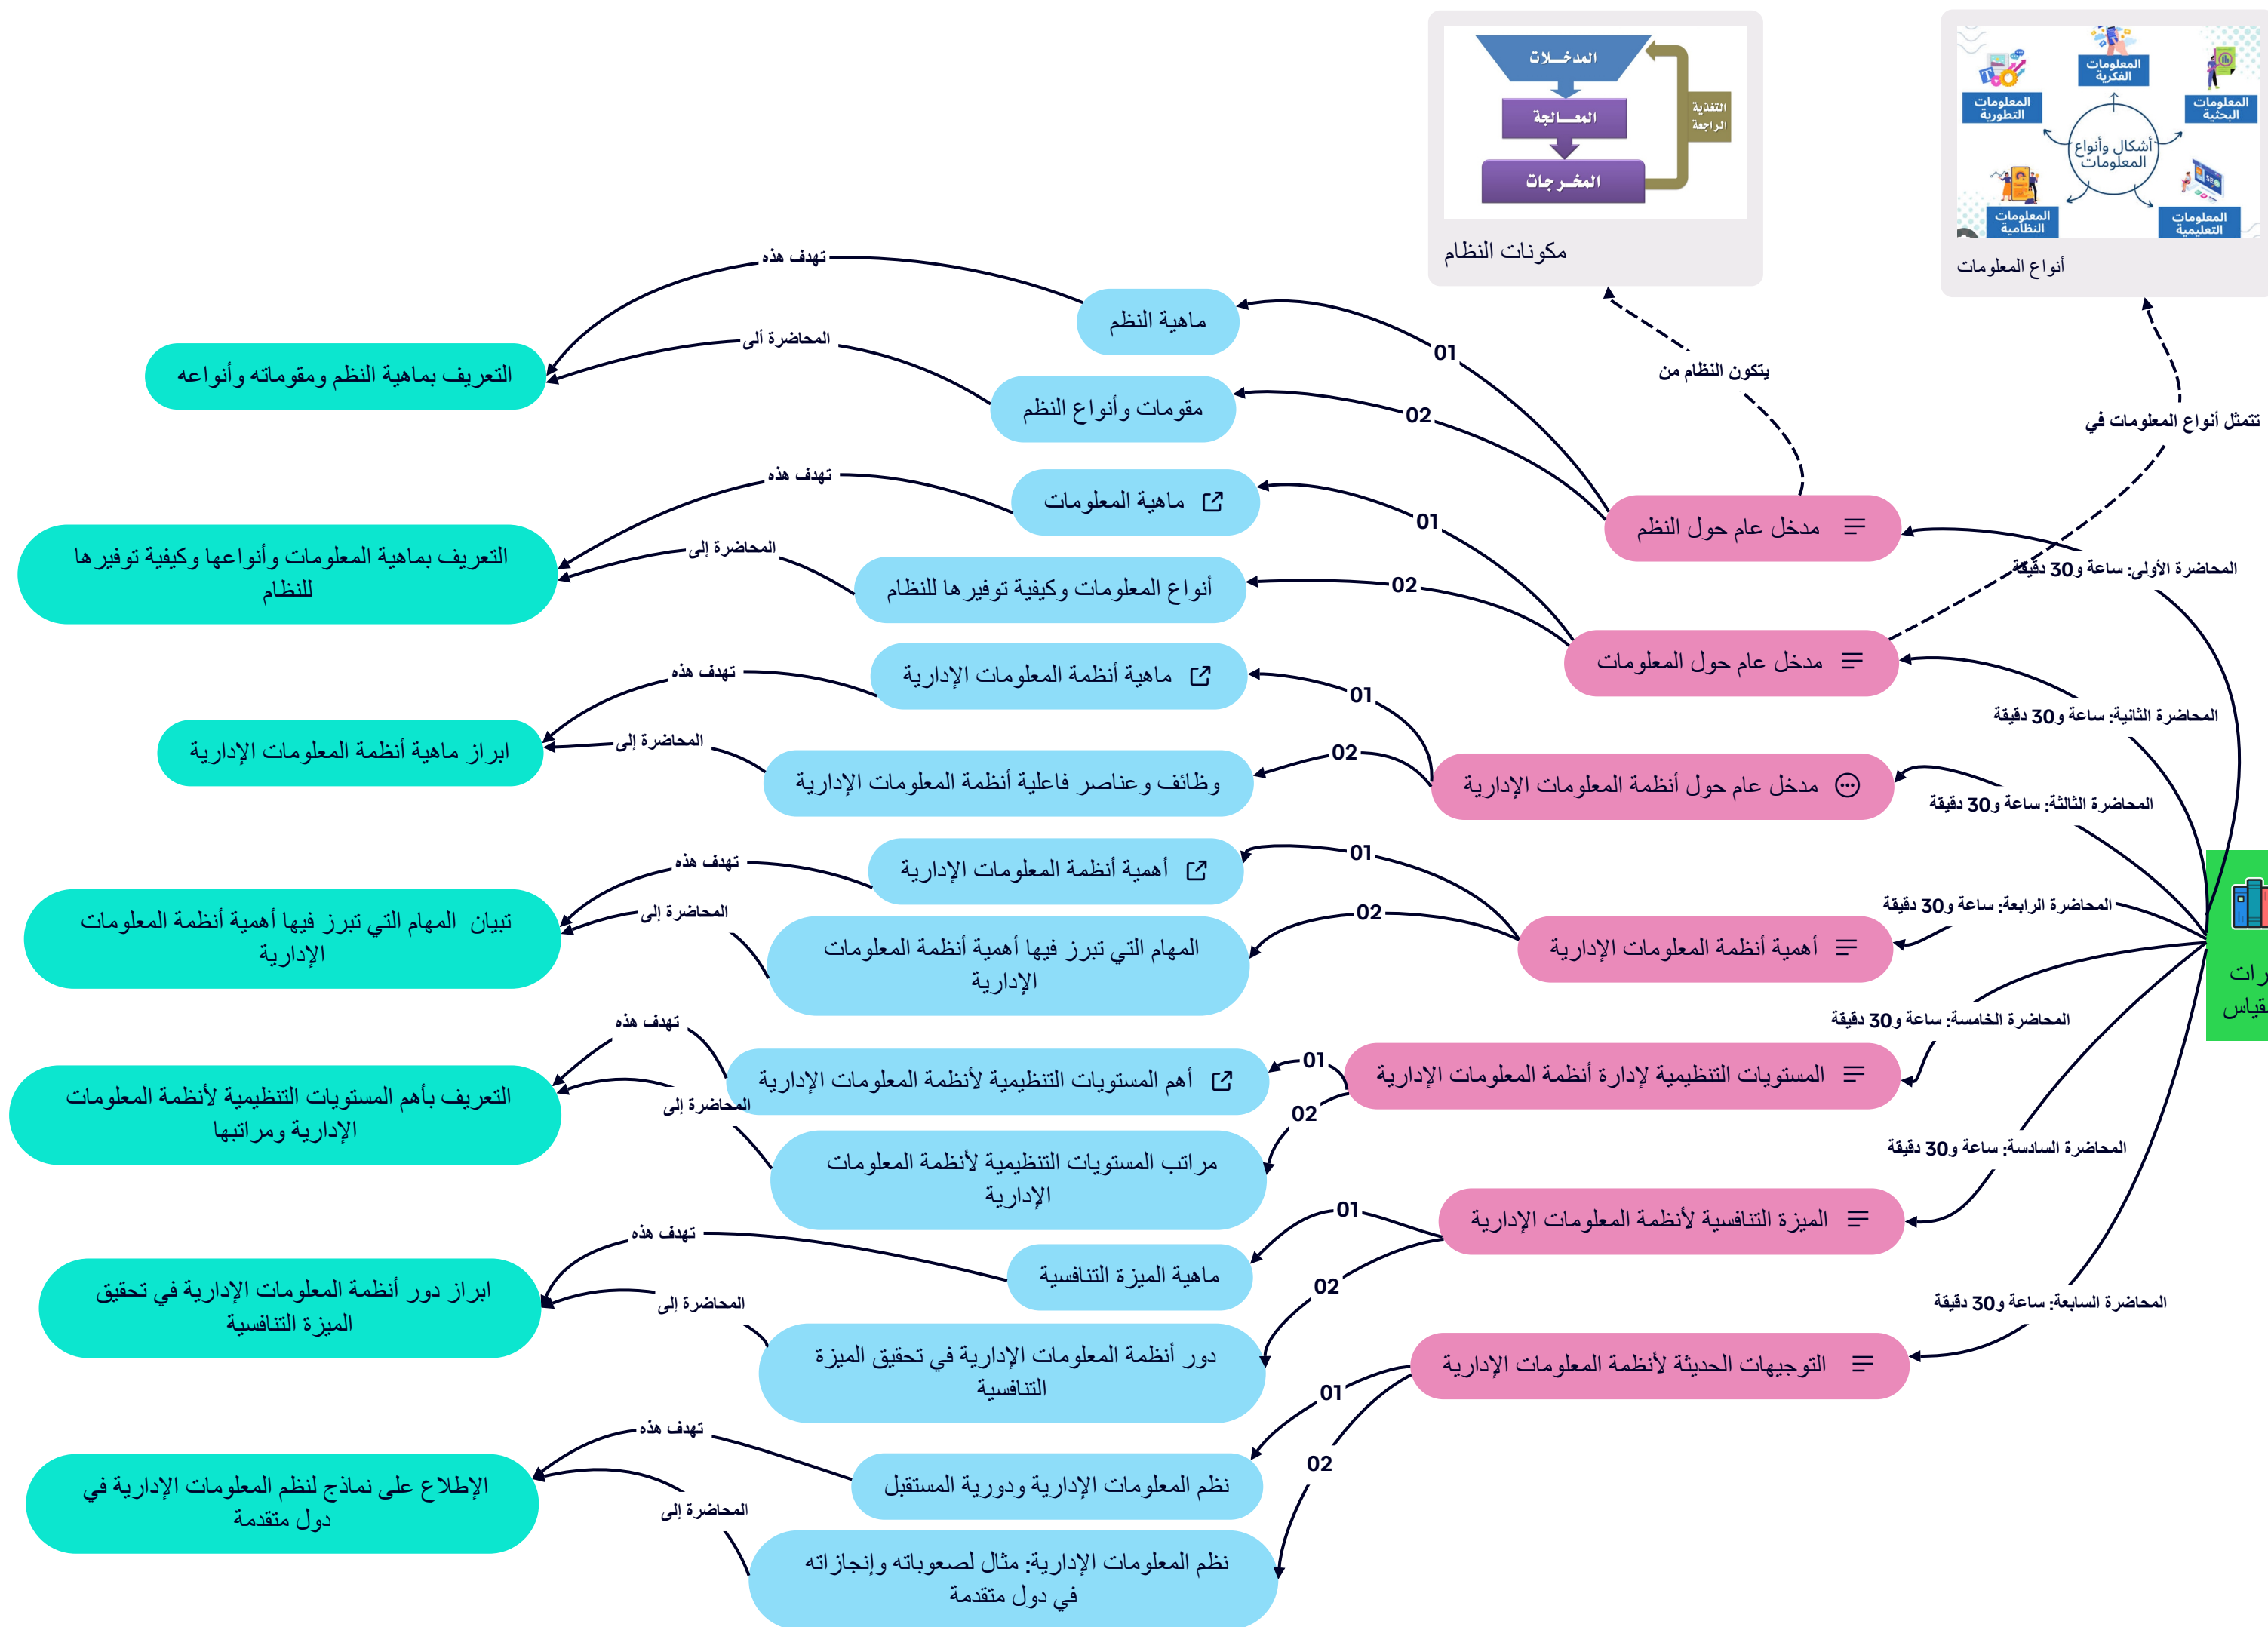 المدخـــلات
المعـــالجة
المخــرجات
التغذية
الراجعة
مكونات النظام
المعلومات
الفكرية
المعلومات
البحثية
المعلومات
التطورية
أشكال وأنواع
المعلومات
المعلومات
النظامية
المعلومات
التعليمية
أنواع المعلومات
يتكون النظام من
تتمثل أنواع المعلومات في
المحاضرة الأولى: ساعة و30 دقيقة
مدخل عام حول النظم
01
ماهية النظم
02
مقومات وأنواع النظم
تهدف هذه
المحاضرة ألى
التعريف بماهية النظم ومقوماته وأنواعه
المحاضرة الثانية: ساعة و30 دقيقة
مدخل عام حول المعلومات
01
ماهية المعلومات
02
أنواع المعلومات وكيفية توفيرها للنظام
تهدف هذه
المحاضرة إلى
التعريف بماهية المعلومات وأنواعها وكيفية توفيرها
للنظام
المحاضرة الثالثة: ساعة و30 دقيقة
مدخل عام حول أنظمة المعلومات الإدارية
01
ماهية أنظمة المعلومات الإدارية
02
وظائف وعناصر فاعلية أنظمة المعلومات الإدارية
تهدف هذه
المحاضرة إلى
ابراز ماهية أنظمة المعلومات الإدارية
المحاضرة الرابعة: ساعة و30 دقيقة
أهمية أنظمة المعلومات الإدارية
01
أهمية أنظمة المعلومات الإدارية
02
المهام التي تبرز فيها أهمية أنظمة المعلومات
الإدارية
تهدف هذه
المحاضرة إلى
تبيان المهام التي تبرز فيها أهمية أنظمة المعلومات
الإدارية
المحاضرة الخامسة: ساعة و30 دقيقة
المستويات التنظيمية لإدارة أنظمة المعلومات الإدارية
01
أهم المستويات التنظيمية لأنظمة المعلومات الإدارية
02
مراتب المستويات التنظيمية لأنظمة المعلومات
الإدارية
تهدف هذه
المحاضرة إلى
التعريف بأهم المستويات التنظيمية لأنظمة المعلومات
الإدارية ومراتبها
المحاضرة السادسة: ساعة و30 دقيقة
الميزة التنافسية لأنظمة المعلومات الإدارية
01
ماهية الميزة التنافسية
02
دور أنظمة المعلومات الإدارية في تحقيق الميزة
التنافسية
تهدف هذه
المحاضرة إلى
ابراز دور أنظمة المعلومات الإدارية في تحقيق
الميزة التنافسية
المحاضرة السابعة: ساعة و30 دقيقة
التوجيهات الحديثة لأنظمة المعلومات الإدارية
01
نظم المعلومات الإدارية ودورية المستقبل
02
نظم المعلومات الإدارية: مثال لصعوباته وإنجازاته
في دول متقدمة
تهدف هذه
المحاضرة إلى
الإطلاع على نماذج لنظم المعلومات الإدارية في
دول متقدمة